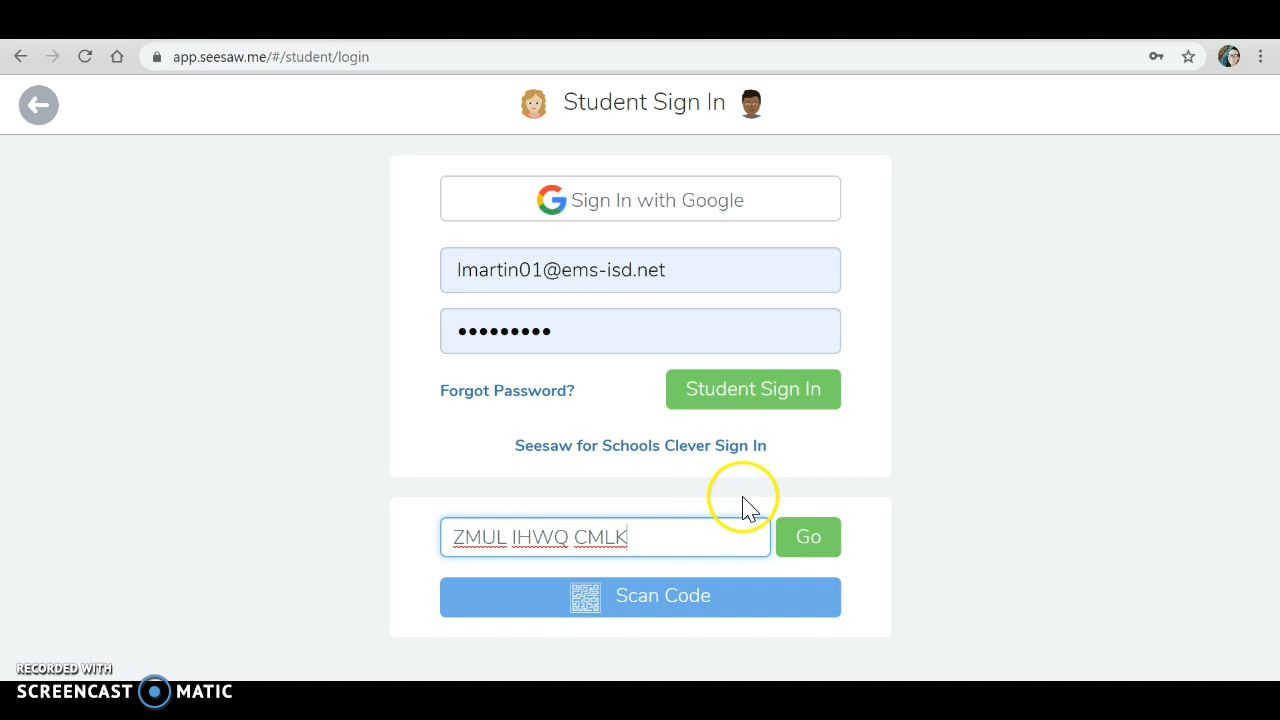 app.seesaw.me/#/student/login
Student Sign In
Sign In with Google
lmartin01@ems-isd.net
•••••••••
Forgot Password?
Student Sign In
Seesaw for Schools Clever Sign In
ZMUL IHWQ CMLK
Go
Scan Code
RECORDED WITH
SCREENCAST MATIC